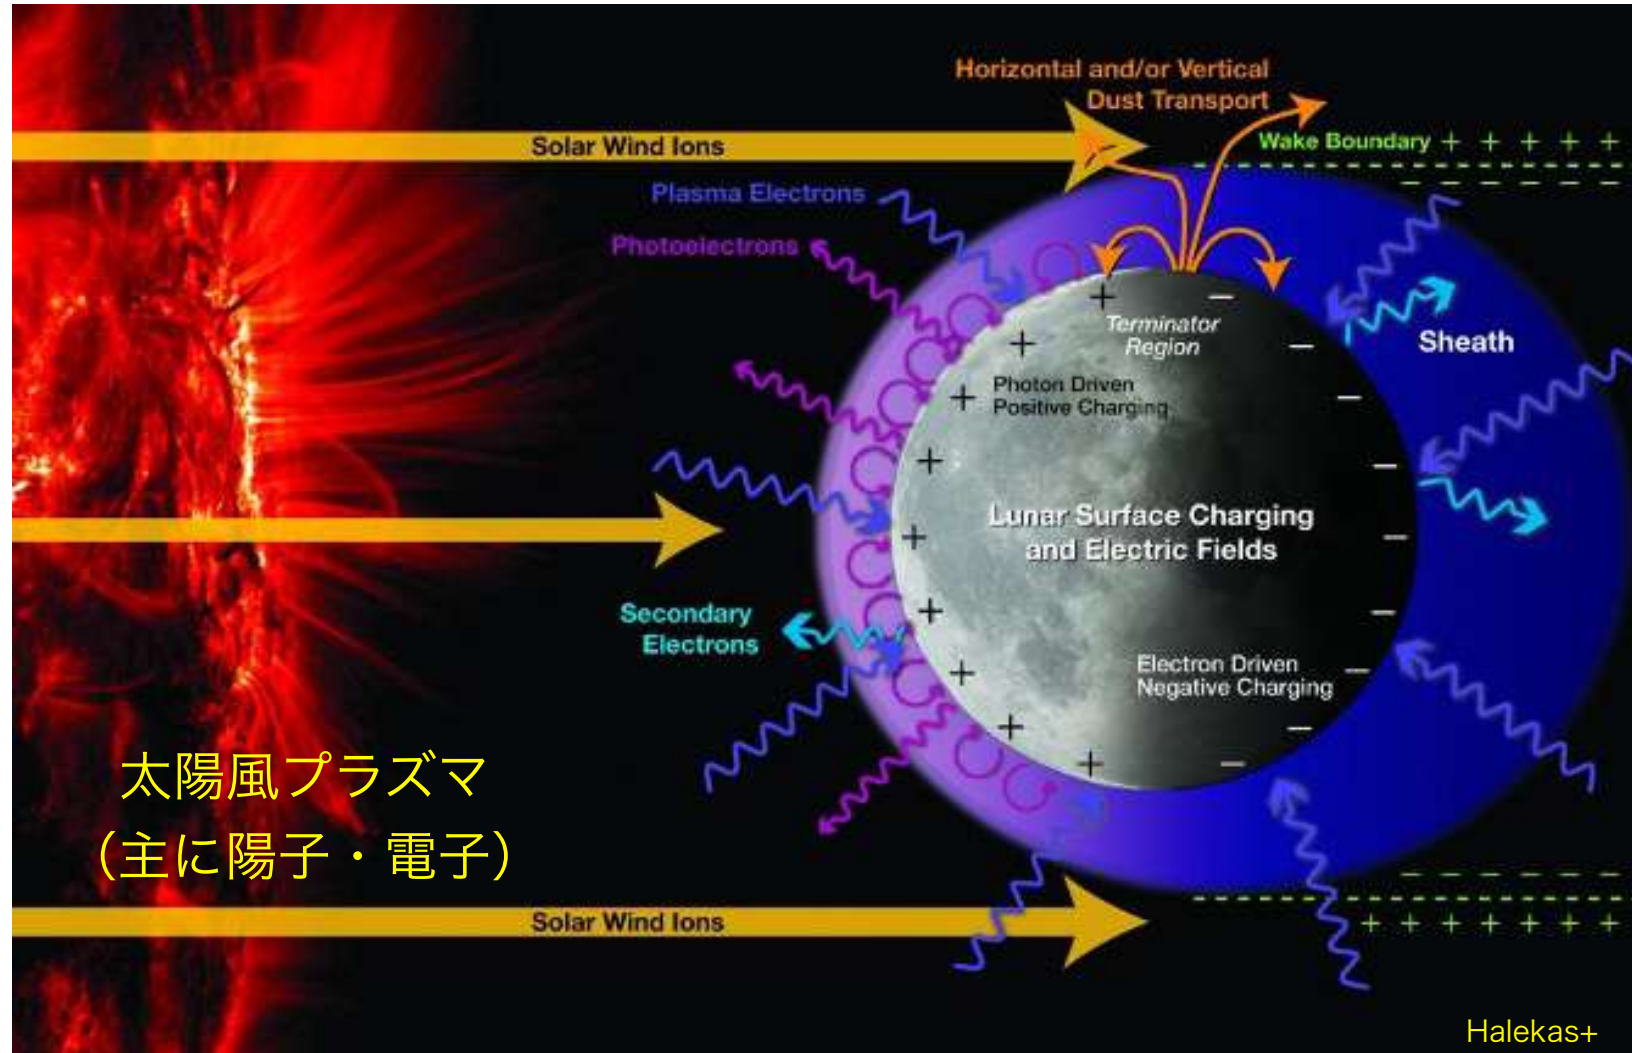 Horizontal and/or Vertical
Dust Transport
Solar Wind Ions
Wake Boundary + + + + +
− − − − − −
Plasma Electrons
Photoelectrons
+
−
Terminator
Region
+
−
Sheath
Photon Driven
Positive Charging
+
−
+
−
Lunar Surface Charging
and Electric Fields
+
−
Secondary
Electrons
+
−
Electron Driven
Negative Charging
+
−
+
−
+
−
太陽風プラズマ
（主に陽子・電子）
− − − − − −
Solar Wind Ions
+ + + + + + +
Halekas+